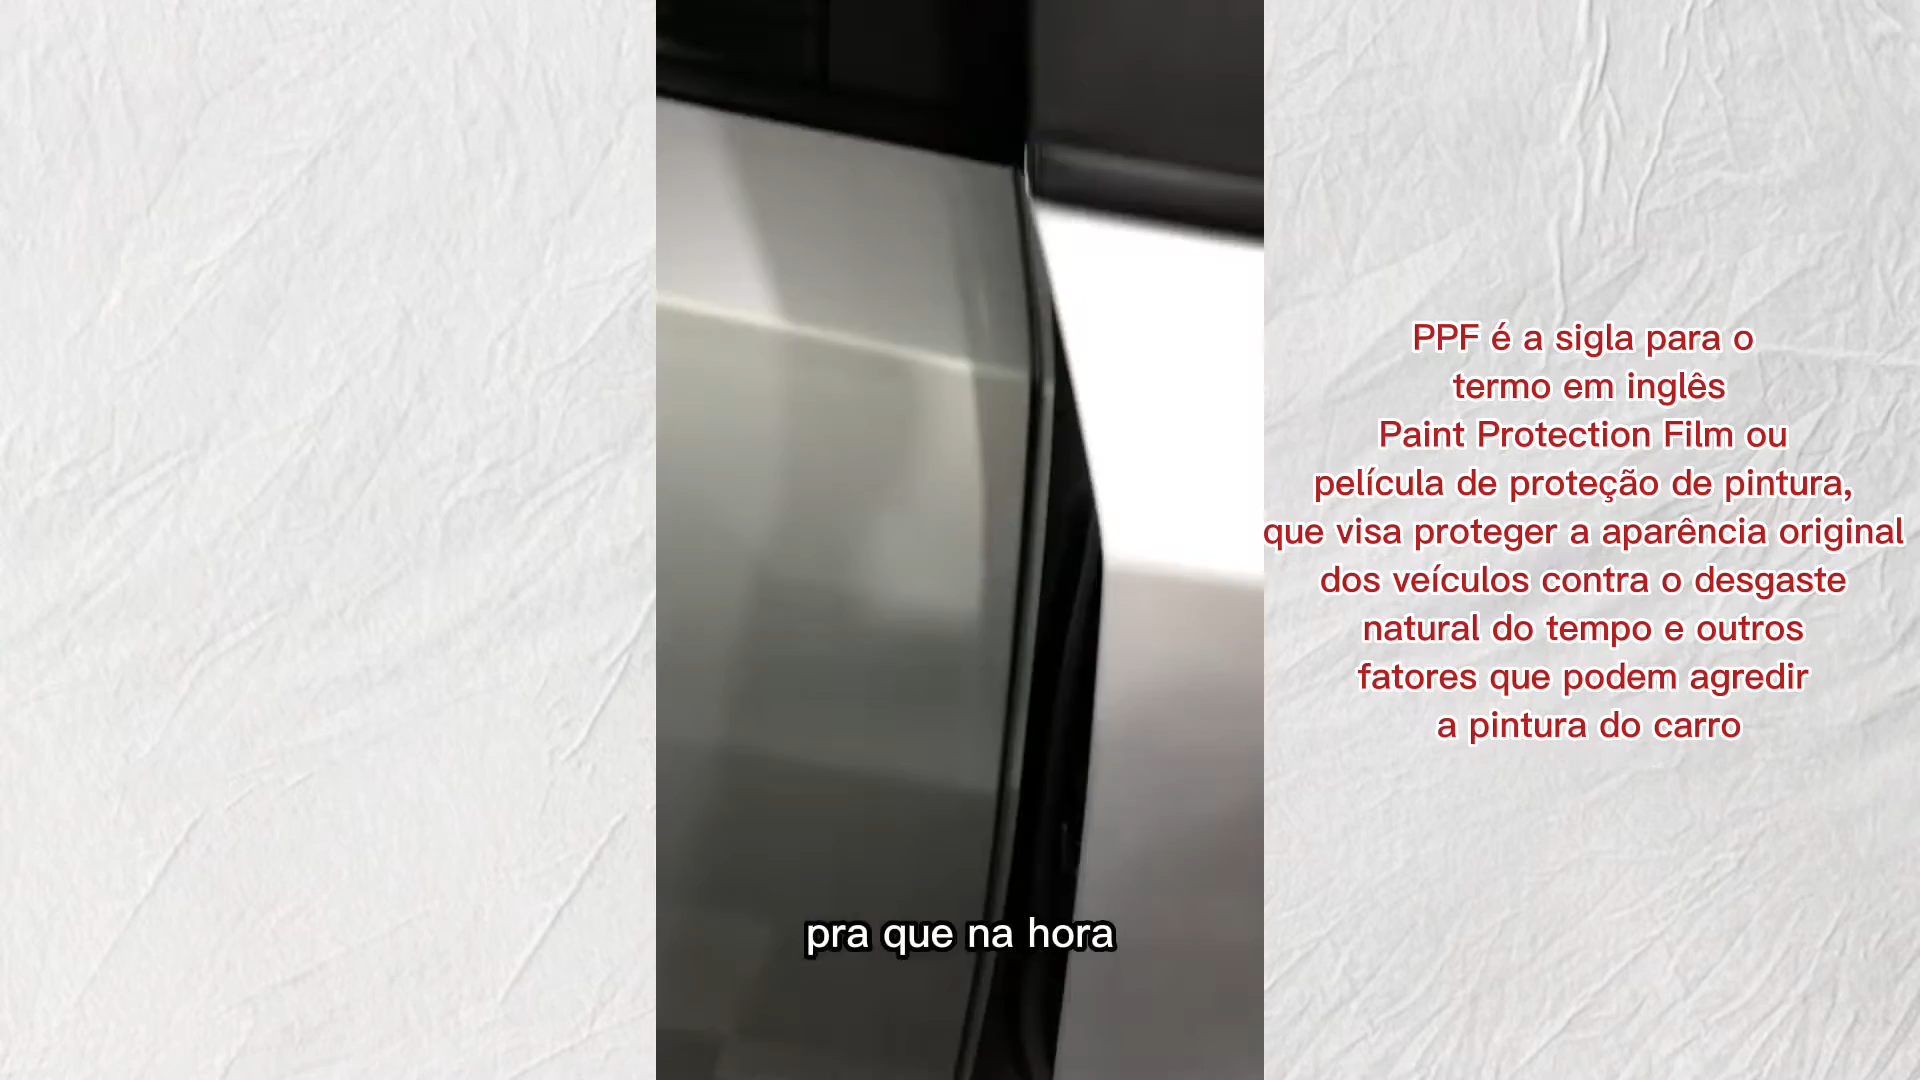 PPF é a sigla para o
termo em inglês
Paint Protection Film ou
película de proteção de pintura,
que visa proteger a aparência original
dos veículos contra o desgaste
natural do tempo e outros
fatores que podem agredir
a pintura do carro
pra que na hora